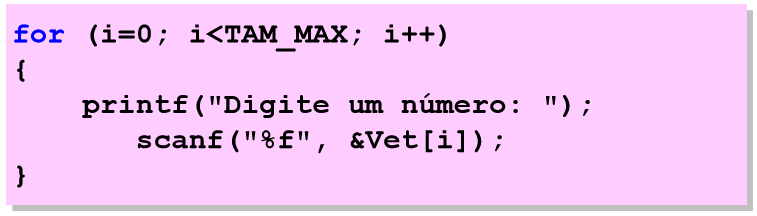 for (i=0; i<TAM_MAX; i++)
{
    printf("Digite um número: ");
       scanf("%f", &Vet[i]);
}